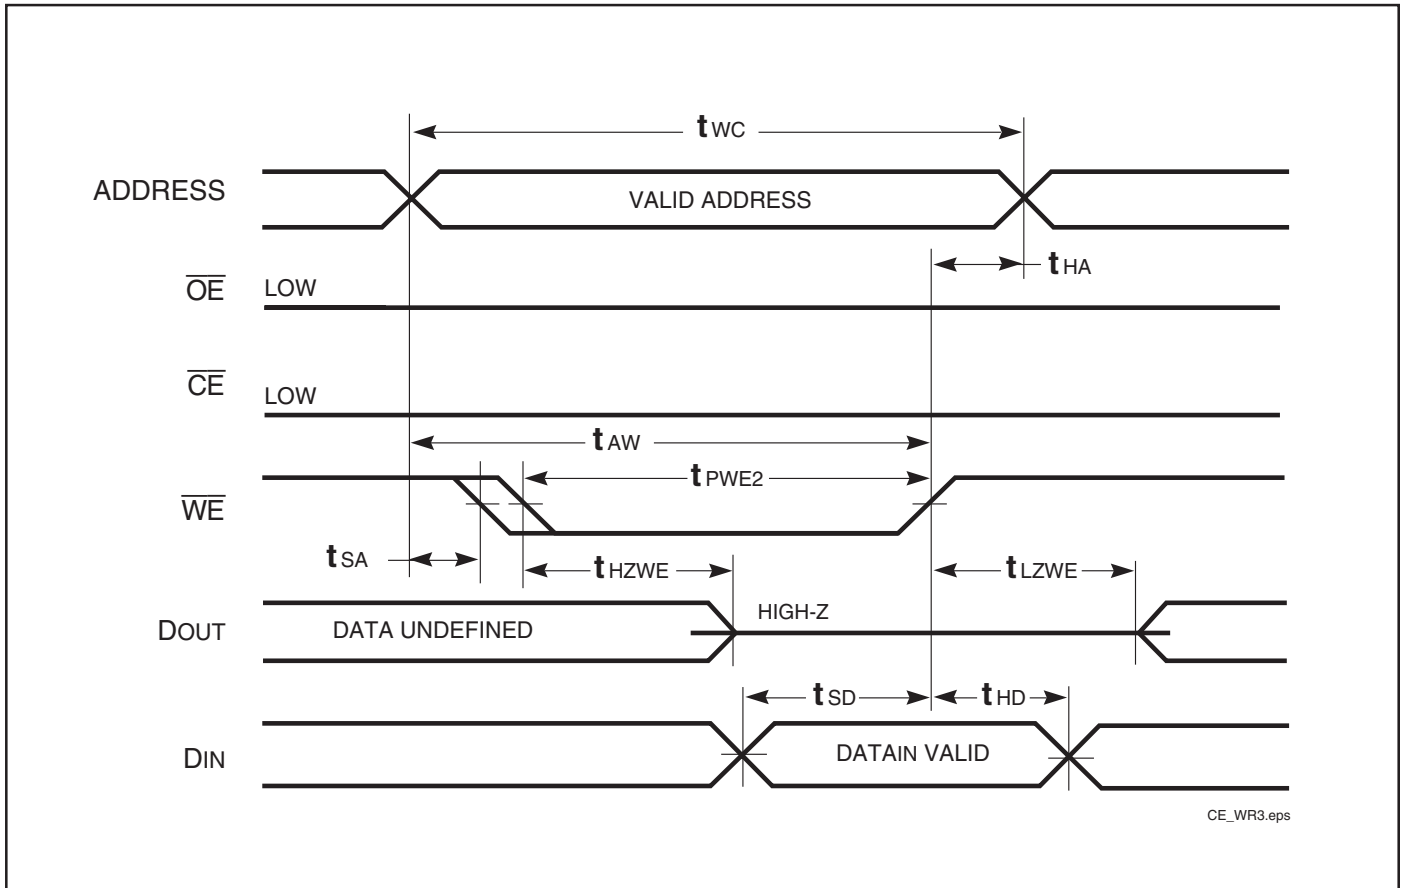 tWC
ADDRESS
VALID ADDRESS
tHA
OE
LOW
CE
LOW
tAW
tPWE2
WE
tSA
tHZWE
tLZWE
DOUT
DATA UNDEFINED
HIGH-Z
tSD
tHD
DIN
DATAIN VALID
CE_WR3.eps